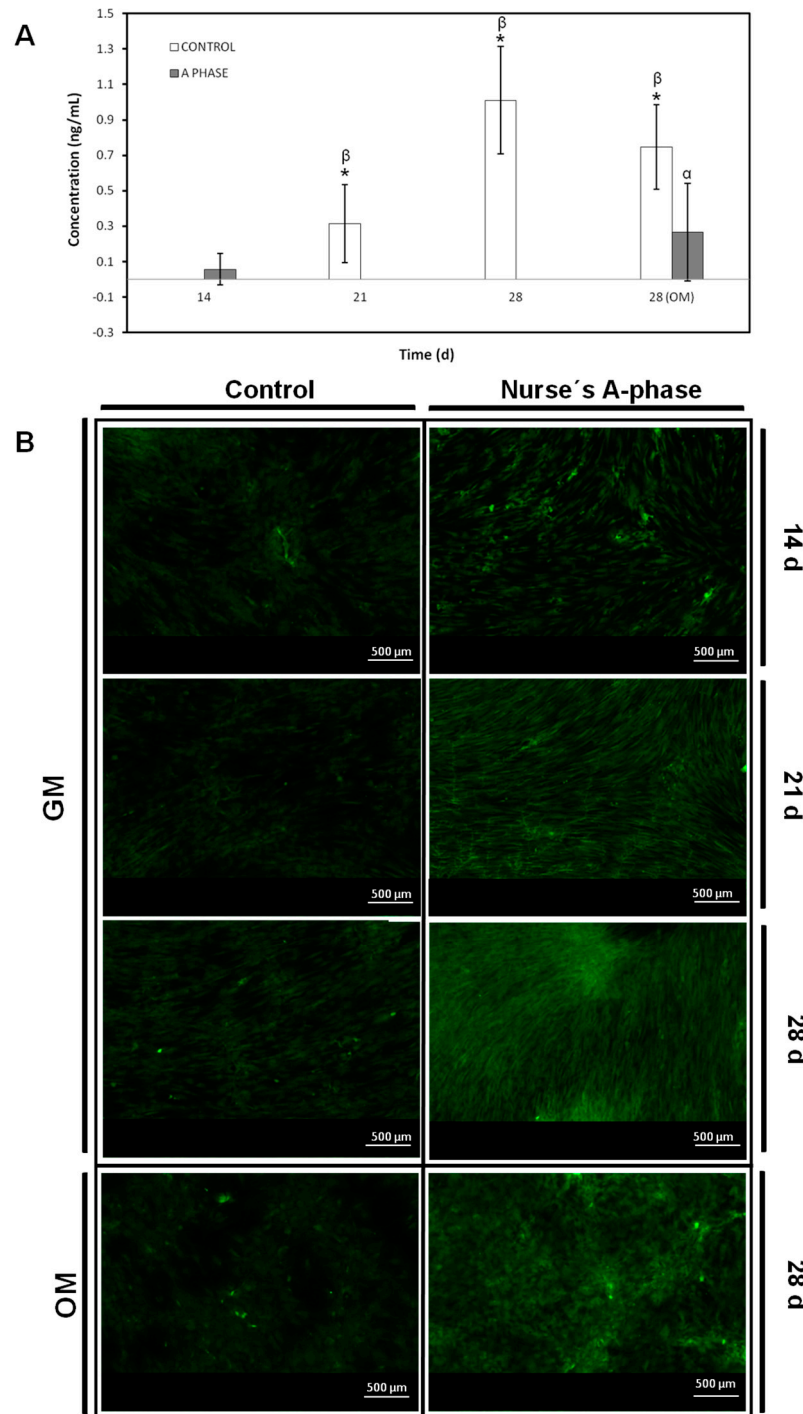 A
1.5
1.3
1.1
0.9
0.7
0.5
0.3
0.1
-0.1
-0.3
Concentration (ng/mL)
CONTROL
A PHASE
β
*
β
*
β
*
α
14 21 28 28 (OM)
Time (d)
Control Nurse´s A-phase
B
GM
500 µm 500 µm
14 d
500 µm 500 µm
21 d
500 µm 500 µm
28 d
OM
500 µm 500 µm
28 d